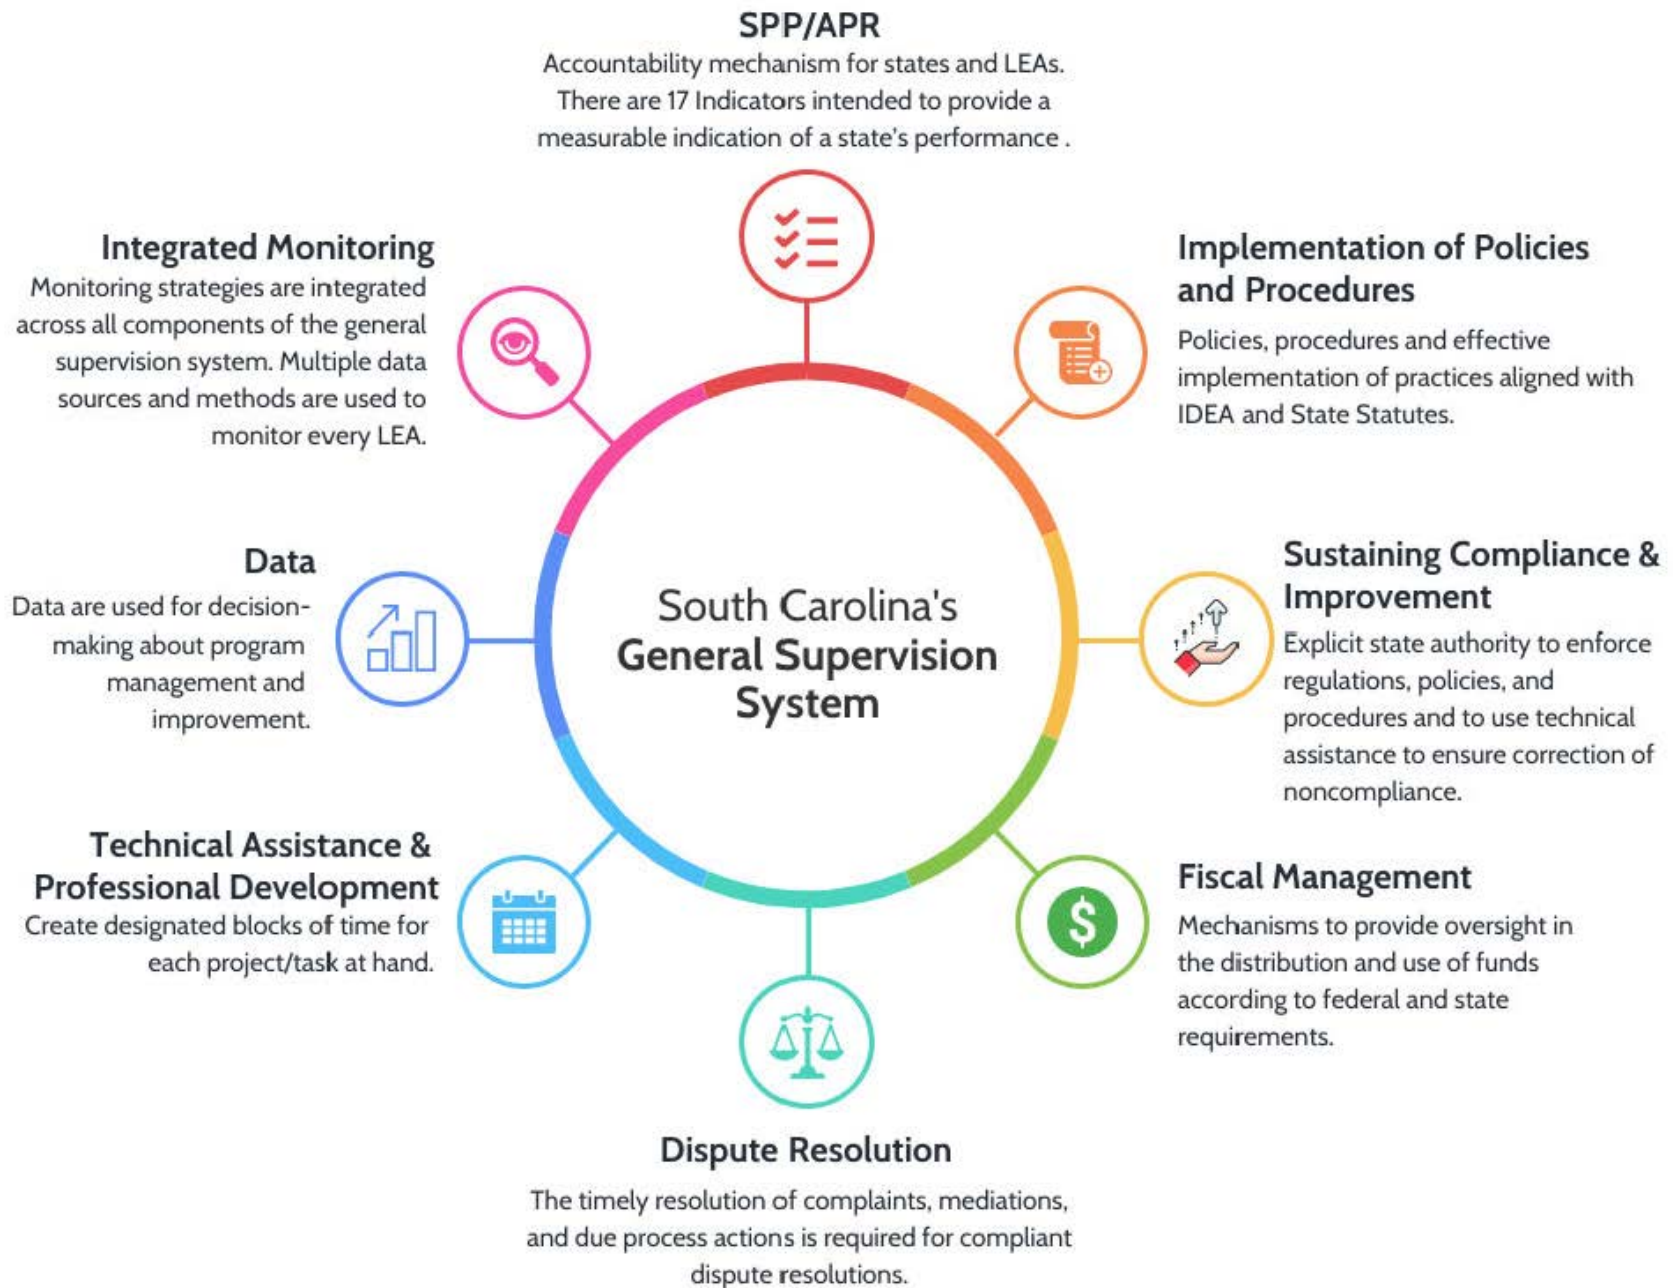 SPP/APR
Accountability mechanism for states and LEAs.
There are 17 Indicators intended to provide a
measurable indication of a state's performance .
Implementation of Policies
and Procedures
Policies, procedures and effective
implementation of practices aligned with
IDEA and State Statutes.
Sustaining Compliance &
Improvement
Explicit state authority to enforce
regulations, policies, and
procedures and to use technical
assistance to ensure correction of
noncompliance.
Fiscal Management
Mechanisms to provide oversight in
the distribution and use of funds
according to federal and state
requirements.
Dispute Resolution
The timely resolution of complaints, mediations,
and due process actions is required for compliant
dispute resolutions.
Technical Assistance &
Professional Development
Create designated blocks of time for
each project/task at hand.
Data
Data are used for decision-
making about program
management and
improvement.
Integrated Monitoring
Monitoring strategies are integrated
across all components of the general
supervision system. Multiple data
sources and methods are used to
monitor every LEA.
South Carolina's
General Supervision
System
$